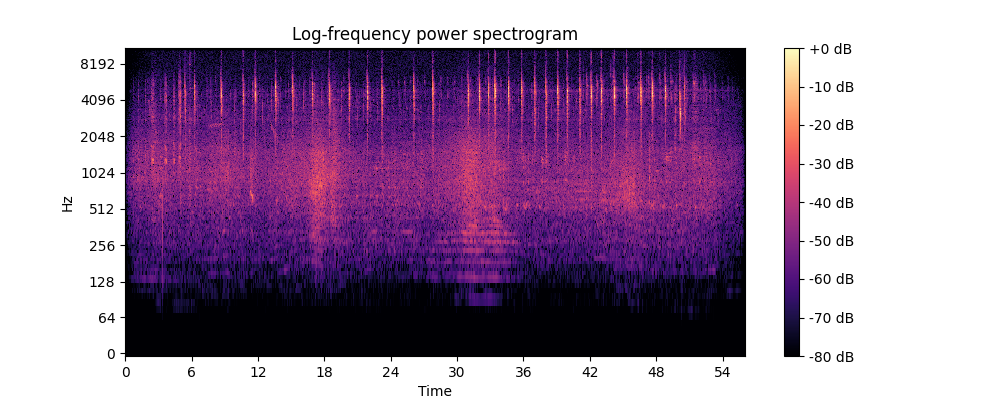 Log-frequency power spectrogram
Hz
8192
4096
2048
1024
512
256
128
64
0
0 6 12 18 24 30 36 42 48 54
Time
+0 dB
-10 dB
-20 dB
-30 dB
-40 dB
-50 dB
-60 dB
-70 dB
-80 dB